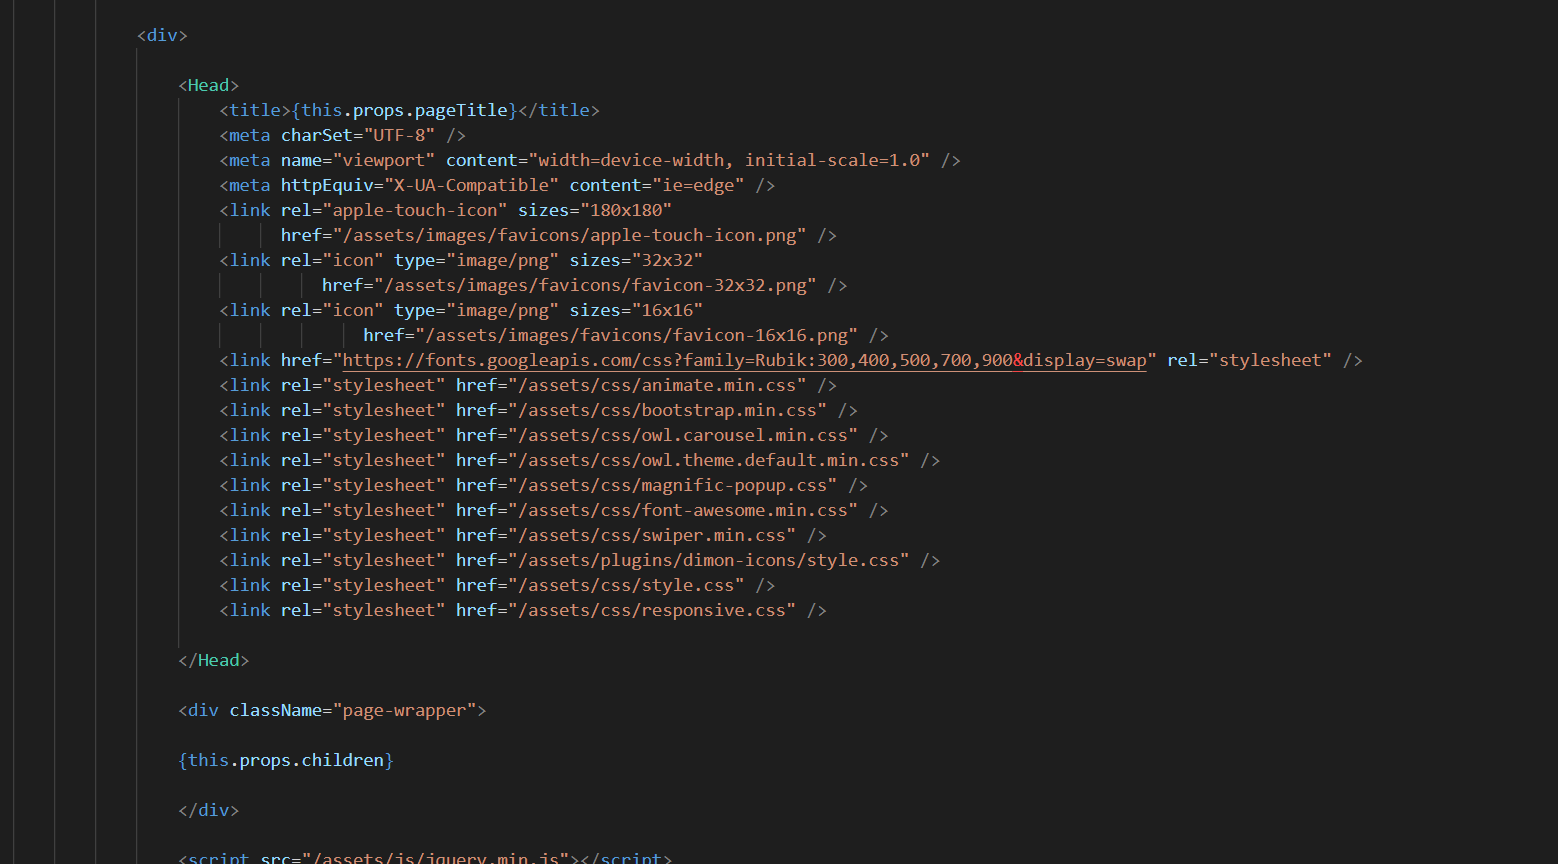 <div>
<Head>
<title>{this.props.pageTitle}</title>
<meta charSet="UTF-8" />
<meta name="viewport" content="width=device-width, initial-scale=1.0" />
<meta httpEquiv="X-UA-Compatible" content="ie=edge" />
<link rel="apple-touch-icon" sizes="180x180"
href="/assets/images/favicons/apple-touch-icon.png" />
<link rel="icon" type="image/png" sizes="32x32"
href="/assets/images/favicons/favicon-32x32.png" />
<link rel="icon" type="image/png" sizes="16x16"
href="/assets/images/favicons/favicon-16x16.png" />
<link href="https://fonts.googleapis.com/css?family=Rubik:300,400,500,700,900&display=swap" rel="stylesheet" />
<link rel="stylesheet" href="/assets/css/animate.min.css" />
<link rel="stylesheet" href="/assets/css/bootstrap.min.css" />
<link rel="stylesheet" href="/assets/css/owl.carousel.min.css" />
<link rel="stylesheet" href="/assets/css/owl.theme.default.min.css" />
<link rel="stylesheet" href="/assets/css/magnific-popup.css" />
<link rel="stylesheet" href="/assets/css/font-awesome.min.css" />
<link rel="stylesheet" href="/assets/css/swiper.min.css" />
<link rel="stylesheet" href="/assets/plugins/dimon-icons/style.css" />
<link rel="stylesheet" href="/assets/css/style.css" />
<link rel="stylesheet" href="/assets/css/responsive.css" />
</Head>
<div className="page-wrapper">
{this.props.children}
</div>
<script src="/assets/js/jquery.min.js"></script>